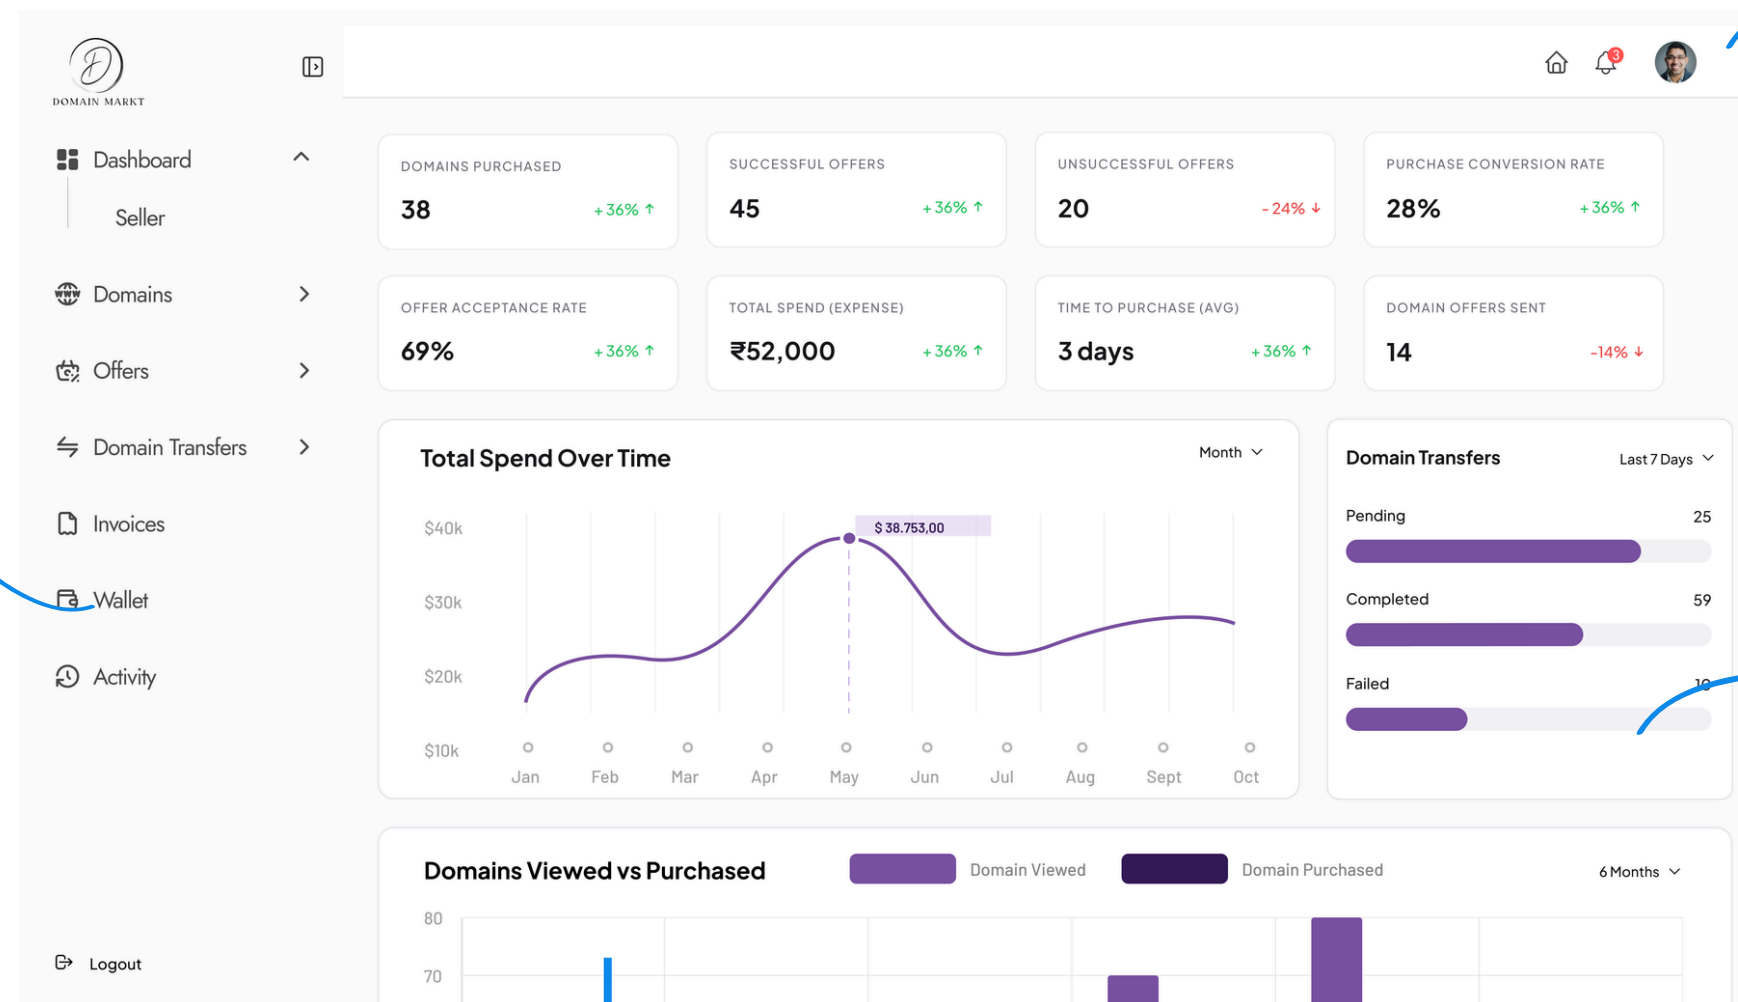 DOMAIN MARKT
3
Dashboard
Seller
Domains
Offers
Domain Transfers
Invoices
Wallet
Activity
Logout
DOMAINS PURCHASED
38
+36%
SUCCESSFUL OFFERS
45
+36%
UNSUCCESSFUL OFFERS
20
-24%
PURCHASE CONVERSION RATE
28%
+36%
OFFER ACCEPTANCE RATE
69%
+36%
TOTAL SPEND (EXPENSE)
₹52,000
+36%
TIME TO PURCHASE (AVG)
3 days
+36%
DOMAIN OFFERS SENT
14
-14%
Total Spend Over Time
Month
$40k
$30k
$20k
$10k
$ 38.753,00
Jan Feb Mar Apr May Jun Jul Aug Sept Oct
Domain Transfers
Last 7 Days
Pending 25
Completed 59
Failed 10
Domains Viewed vs Purchased
Domain Viewed
Domain Purchased
6 Months
80
70